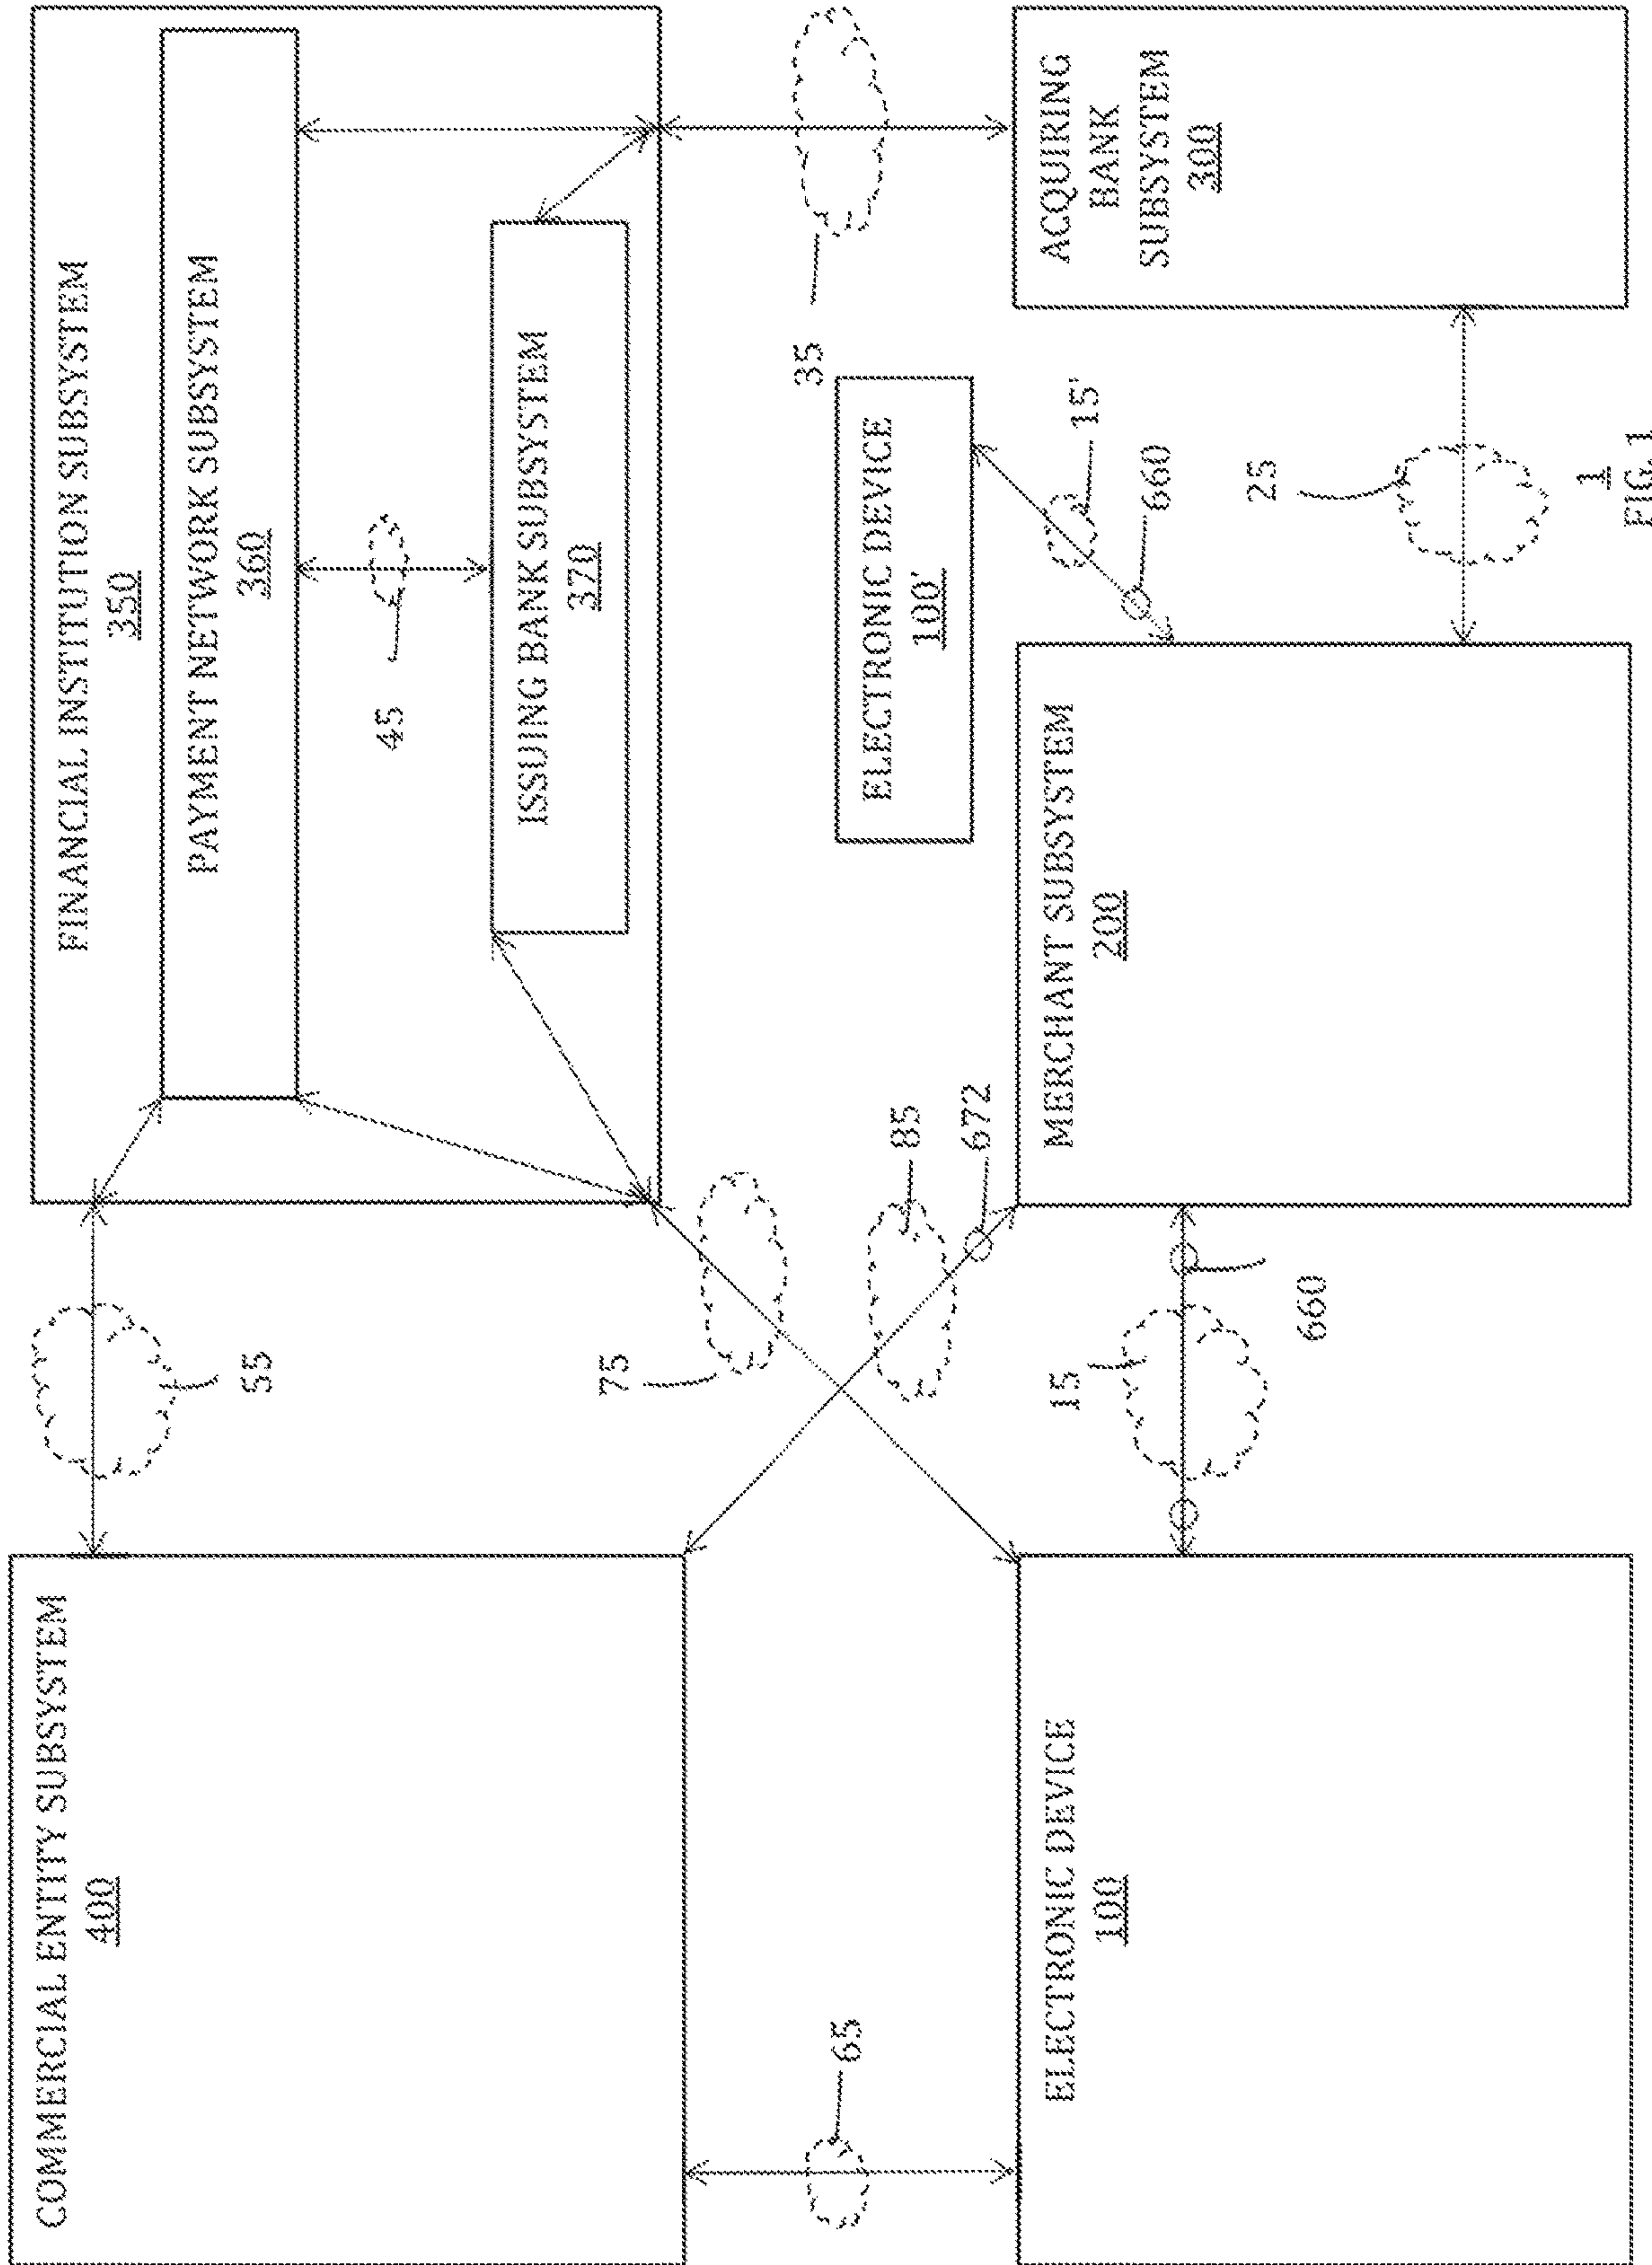 COMMERCIAL ENTITY SUBSYSTEM
400
55
FINANCIAL INSTITUTION SUBSYSTEM
350
PAYMENT NETWORK SUBSYSTEM
360
45
ISSUING BANK SUBSYSTEM
370
65
75
85
672
35
ELECTRONIC DEVICE
100'
15'
660
ELECTRONIC DEVICE
100
15
660
MERCHANT SUBSYSTEM
200
25
ACQUIRING
BANK
SUBSYSTEM
300
1
FIG. 1